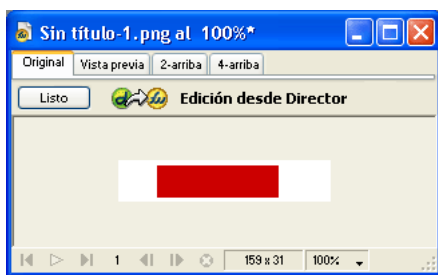 Sin título-1.png al 100%*
Original Vista previa 2-arriba 4-arriba
Listo Edición desde Director
1 159 x 31 100%